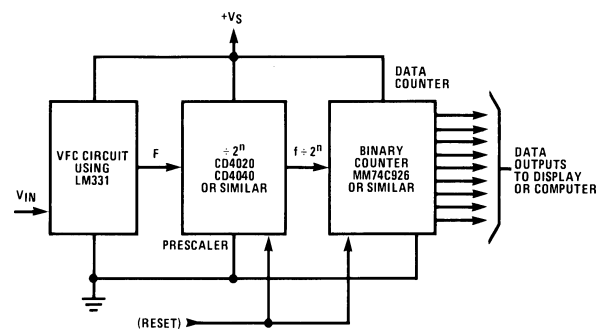 +VS
DATA
COUNTER
VFC CIRCUIT
USING
LM331
F
÷ 2ⁿ
CD4020
CD4040
OR SIMILAR
f ÷ 2ⁿ
BINARY
COUNTER
MM74C926
OR SIMILAR
DATA
OUTPUTS
TO DISPLAY
OR COMPUTER
VIN
PRESCALER
(RESET)